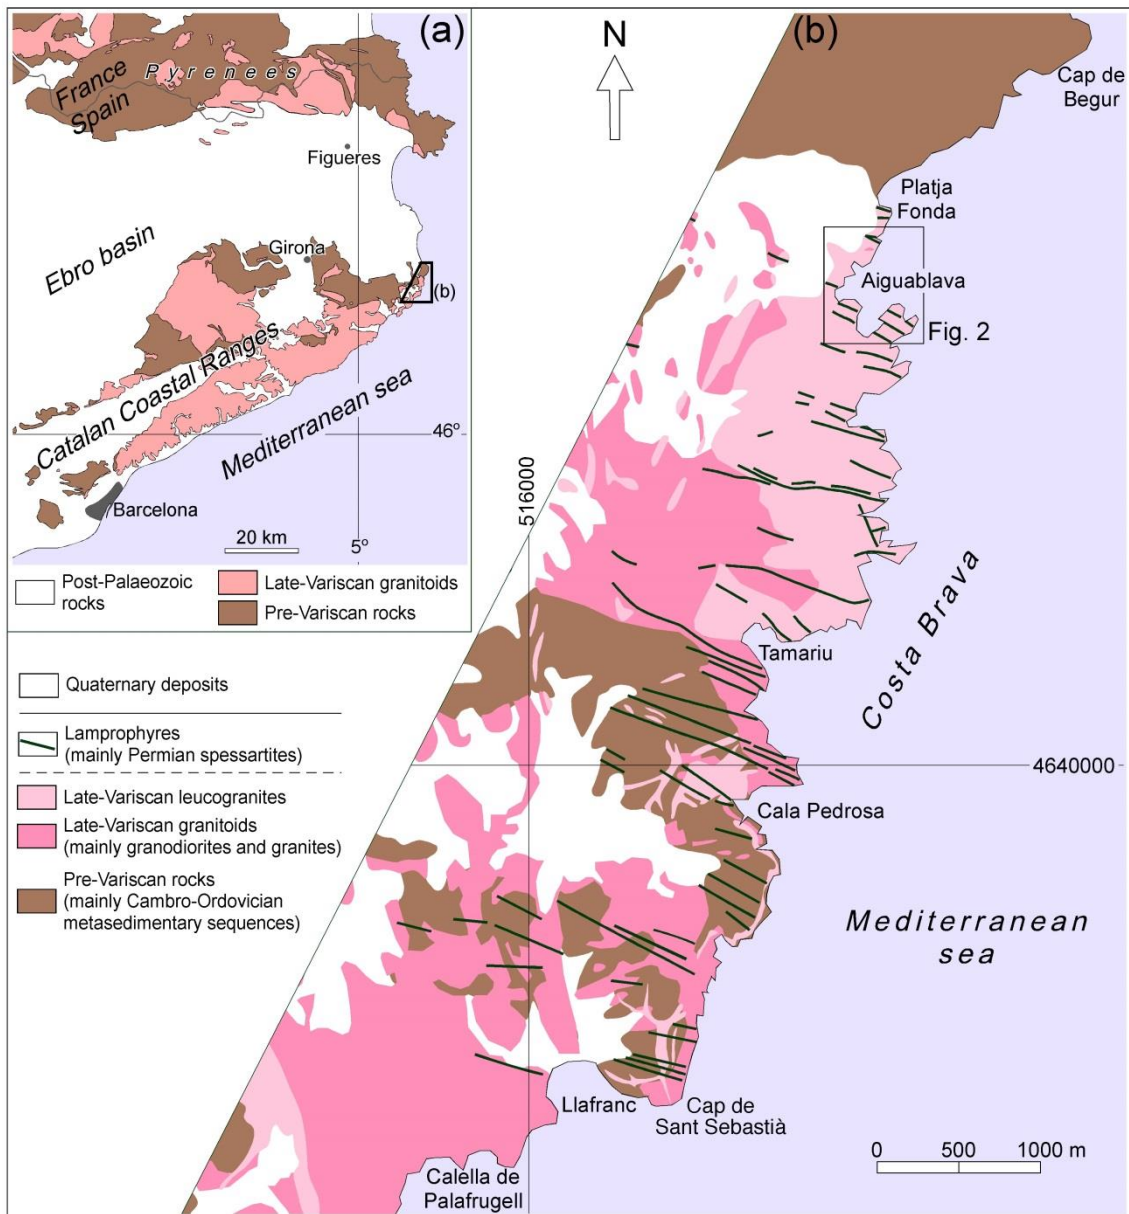 (a)
Pyrenees
France
Spain
Figueres
Ebro basin
Girona
(b)
Catalan Coastal Ranges
Mediterranean sea
46º
Barcelona
20 km
5º
Post-Palaeozoic
rocks
Late-Variscan granitoids
Pre-Variscan rocks
Quaternary deposits
Lamprophyres
(mainly Permian spessartites)
Late-Variscan leucogranites
Late-Variscan granitoids
(mainly granodiorites and granites)
Pre-Variscan rocks
(mainly Cambro-Ordovician
metasedimentary sequences)
N
(b)
Cap de
Begur
Platja
Fonda
Aiguablava
Fig. 2
516000
Costa Brava
Tamariu
4640000
Cala Pedrosa
Mediterranean
sea
Llafranc
Cap de
Sant Sebastià
Calella de
Palafrugell
0 500 1000 m